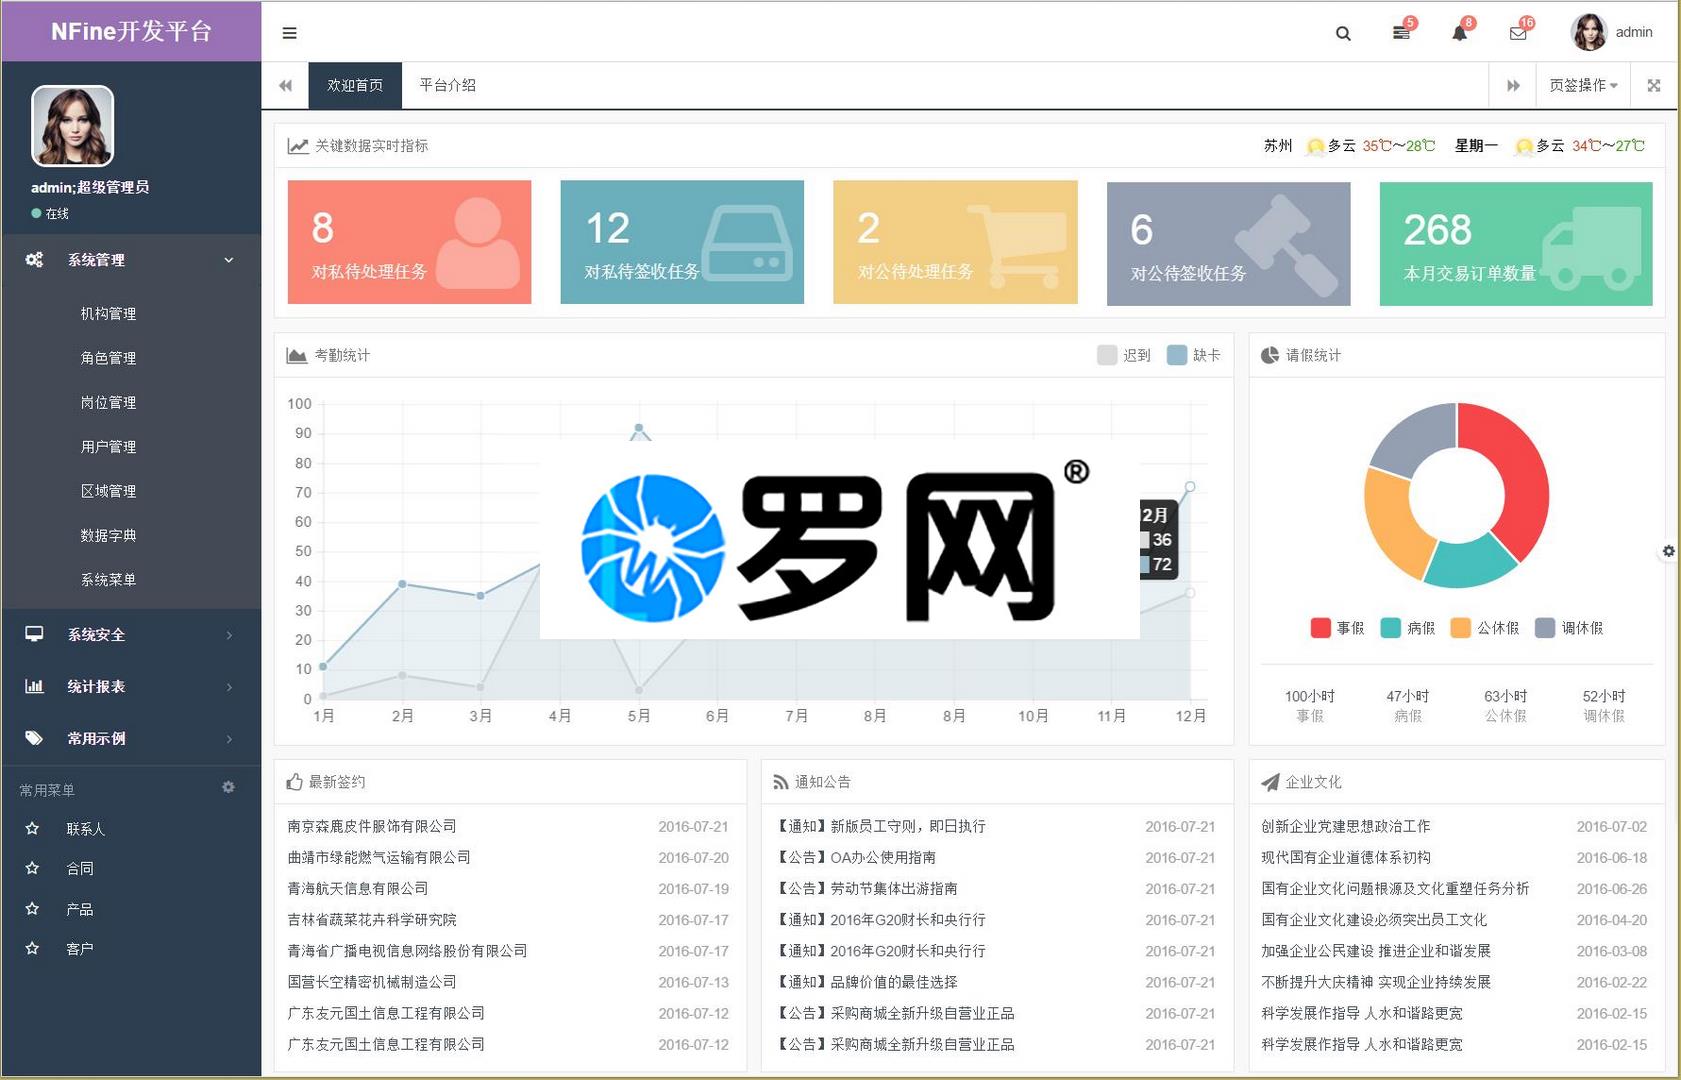 NFine开发平台
5
8
16
admin
admin;超级管理员
在线
系统管理
机构管理
角色管理
岗位管理
用户管理
区域管理
数据字典
系统菜单
系统安全
统计报表
常用示例
常用菜单
联系人
合同
产品
客户
欢迎首页
平台介绍
页签操作
关键数据实时指标
苏州 多云 35℃～28℃ 星期一 多云 34℃～27℃
8
对私待处理任务
12
对私待签收任务
2
对公待处理任务
6
对公待签收任务
268
本月交易订单数量
考勤统计
迟到 缺卡
100
90
80
70
60
50
40
30
20
10
0
1月 2月 3月 4月 5月 6月 7月 8月 8月 10月 11月 12月
罗网®
2月
36
72
请假统计
事假 病假 公休假 调休假
100小时 47小时 63小时 52小时
事假 病假 公休假 调休假
最新签约
南京森鹿皮件服饰有限公司 2016-07-21
曲靖市绿能燃气运输有限公司 2016-07-20
青海航天信息有限公司 2016-07-19
吉林省蔬菜花卉科学研究院 2016-07-17
青海省广播电视信息网络股份有限公司 2016-07-17
国营长空精密机械制造公司 2016-07-13
广东友元国土信息工程有限公司 2016-07-12
广东友元国土信息工程有限公司 2016-07-12
通知公告
【通知】新版员工守则，即日执行 2016-07-21
【公告】OA办公使用指南 2016-07-21
【公告】劳动节集体出游指南 2016-07-21
【通知】2016年G20财长和央行行 2016-07-21
【通知】2016年G20财长和央行行 2016-07-21
【通知】品牌价值的最佳选择 2016-07-21
【公告】采购商城全新升级自营业正品 2016-07-21
【公告】采购商城全新升级自营业正品 2016-07-21
企业文化
创新企业党建思想政治工作 2016-07-02
现代国有企业道德体系初构 2016-06-18
国有企业文化问题根源及文化重塑任务分析 2016-06-26
国有企业文化建设必须突出员工文化 2016-04-20
加强企业公民建设 推进企业和谐发展 2016-03-08
不断提升大庆精神 实现企业持续发展 2016-02-22
科学发展作指导 人水和谐路更宽 2016-02-15
科学发展作指导 人水和谐路更宽 2016-02-15